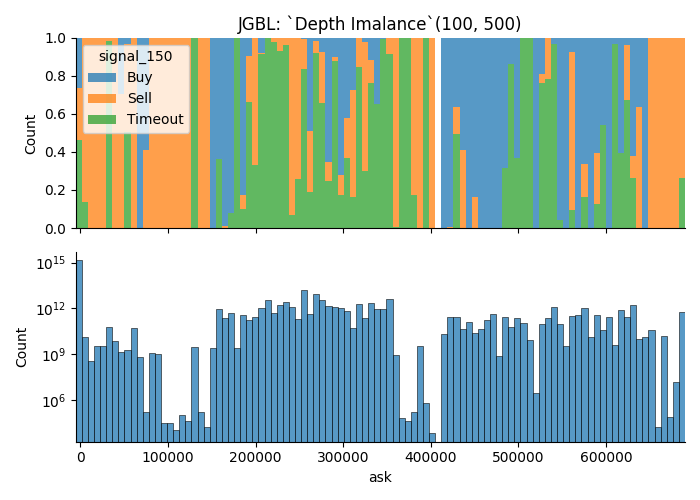 JGBL: `Depth Imalance`(100, 500)
Count
1.0
0.8
0.6
0.4
0.2
0.0
signal_150
Buy
Sell
Timeout
Count
10^15
10^12
10^9
10^6
0
100000
200000
300000
400000
500000
600000
ask